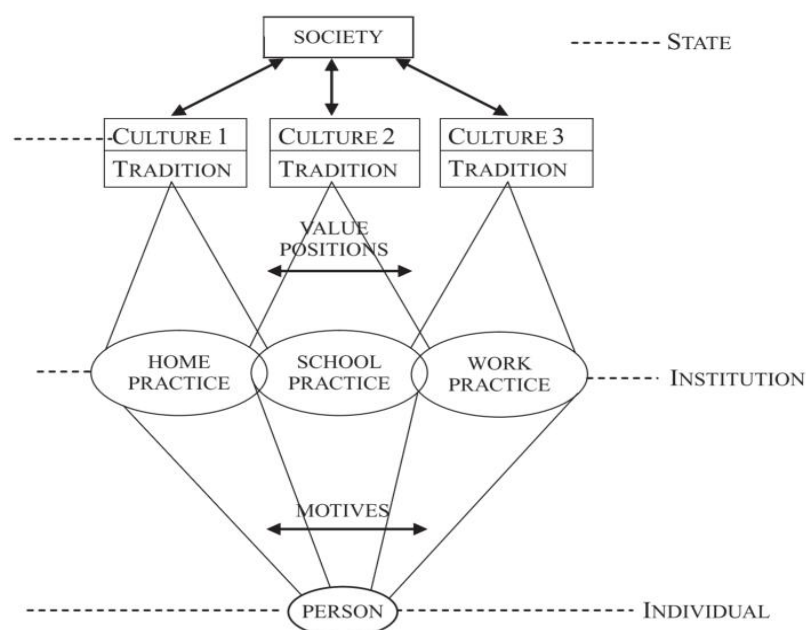 SOCIETY
STATE
CULTURE 1
CULTURE 2
CULTURE 3
TRADITION
TRADITION
TRADITION
VALUE
POSITIONS
HOME
PRACTICE
SCHOOL
PRACTICE
WORK
PRACTICE
INSTITUTION
MOTIVES
PERSON
INDIVIDUAL